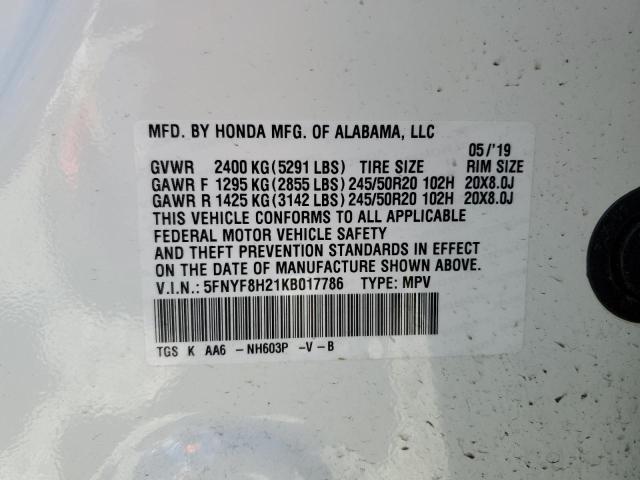 MFD. BY HONDA MFG. OF ALABAMA, LLC
05/'19
GVWR 2400 KG(5291 LBS) TIRE SIZE RIM SIZE
GAWR F 1295 KG(2855 LBS)245/50R20 102H 20X8.0J
GAWR R 1425 KG(3142 LBS)245/50R20 102H 20X8.0J
THIS VEHICLE CONFORMS TO ALL APPLICABLE
FEDERAL MOTOR VEHICLE SAFETY
AND THEFT PREVENTION STANDARDS IN EFFECT
ON THE DATE OF MANUFACTURE SHOWN ABOVE.
V.I.N.: 5FNYF8H21KB017786 TYPE: MPV
TGS K AA6 -NH603P -V-B